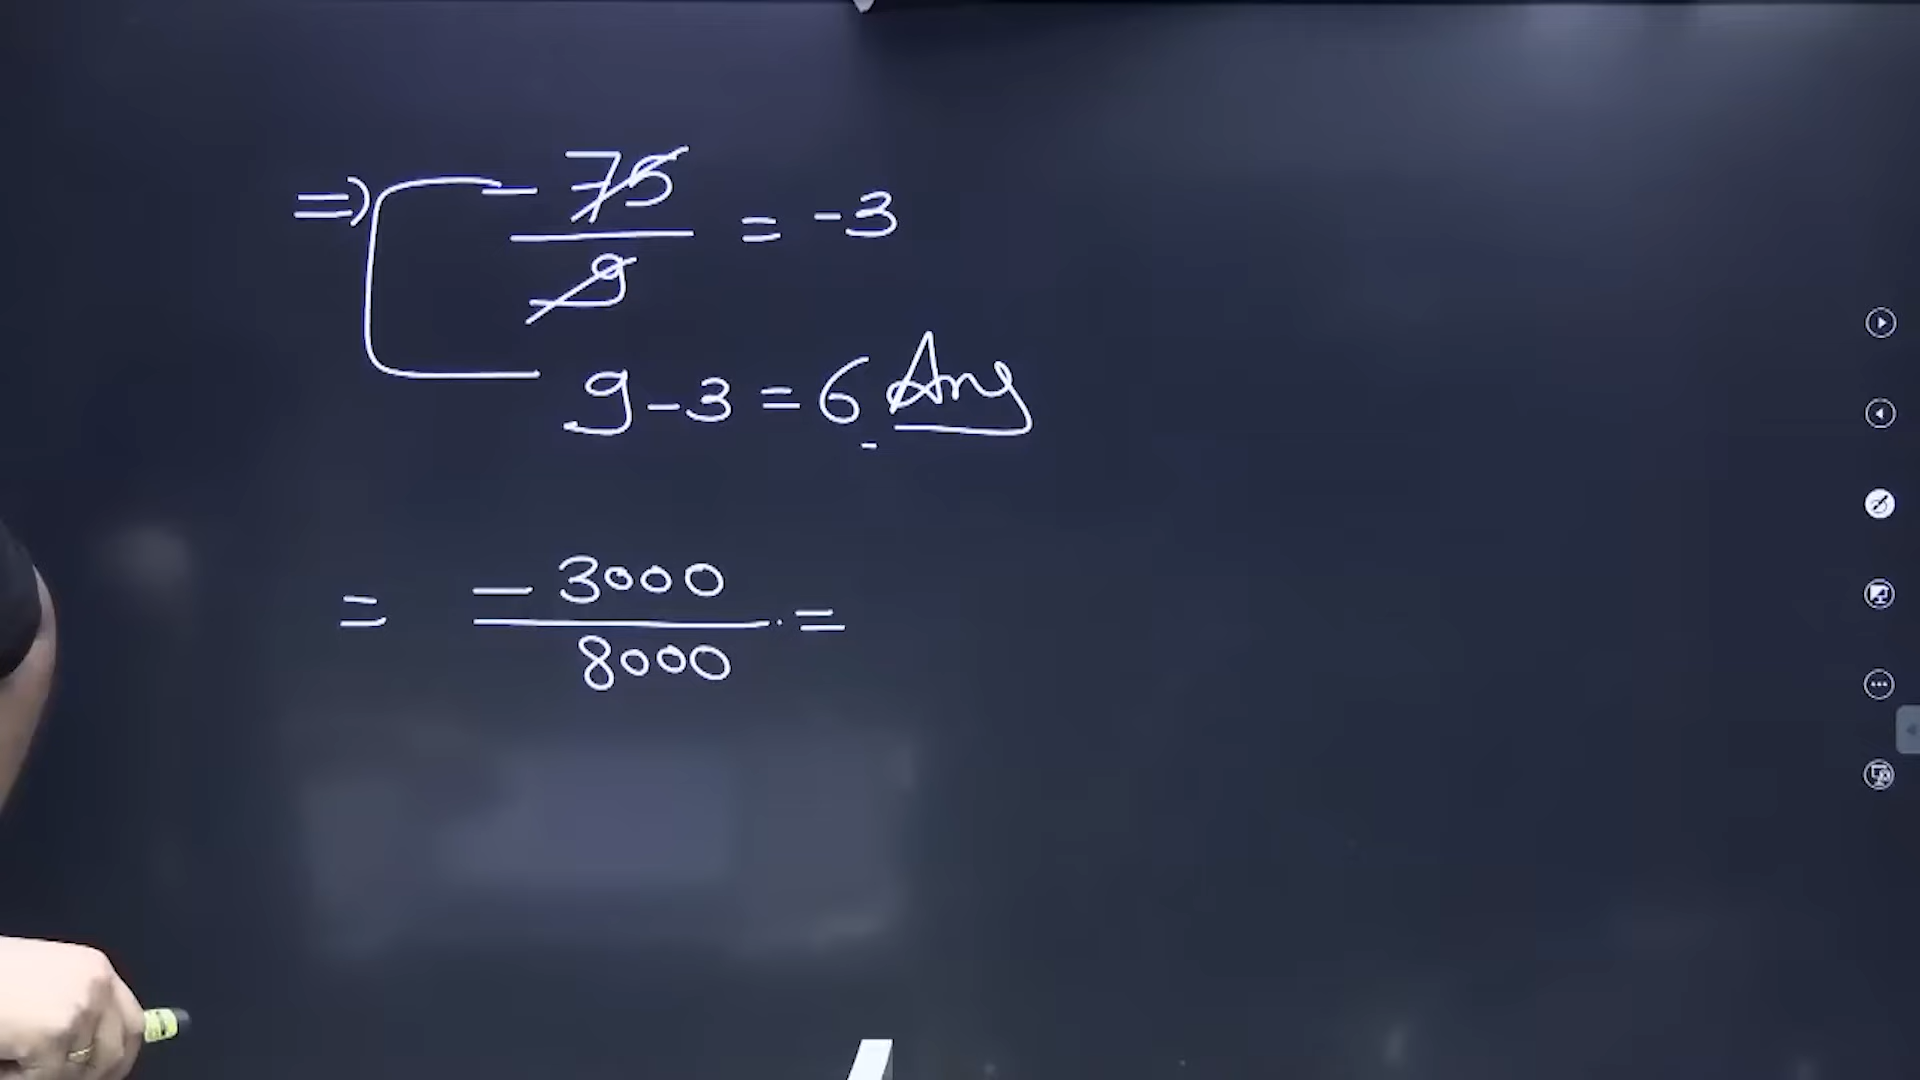 => - 75/9 = -3
9 - 3 = 6 Ans
= - 3000/8000 . =